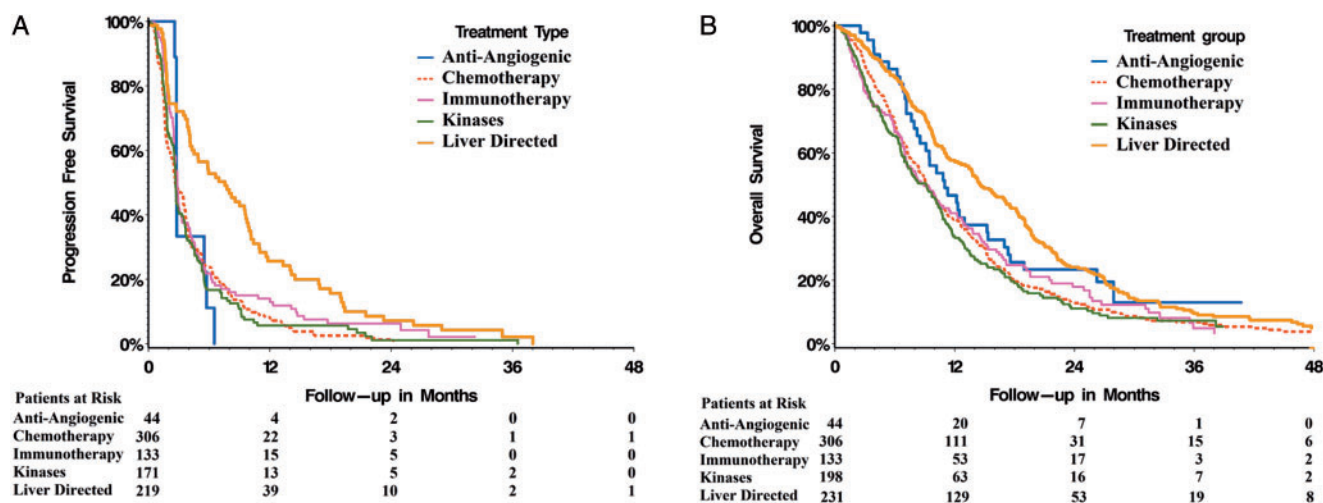 A
100%
80%
60%
40%
20%
0%
Progression Free Survival
Treatment Type
Anti-Angiogenic
Chemotherapy
Immunotherapy
Kinases
Liver Directed
0 12 24 36 48
Follow-up in Months
Patients at Risk
Anti-Angiogenic 44 4 2 0 0
Chemotherapy 306 22 3 1 1
Immunotherapy 133 15 5 0 0
Kinases 171 13 5 2 0
Liver Directed 219 39 10 2 1
B
100%
80%
60%
40%
20%
0%
Overall Survival
Treatment group
Anti-Angiogenic
Chemotherapy
Immunotherapy
Kinases
Liver Directed
0 12 24 36 48
Follow-up in Months
Patients at Risk
Anti-Angiogenic 44 20 7 1 0
Chemotherapy 306 111 31 15 6
Immunotherapy 133 53 17 3 2
Kinases 198 63 16 7 2
Liver Directed 231 129 53 19 8